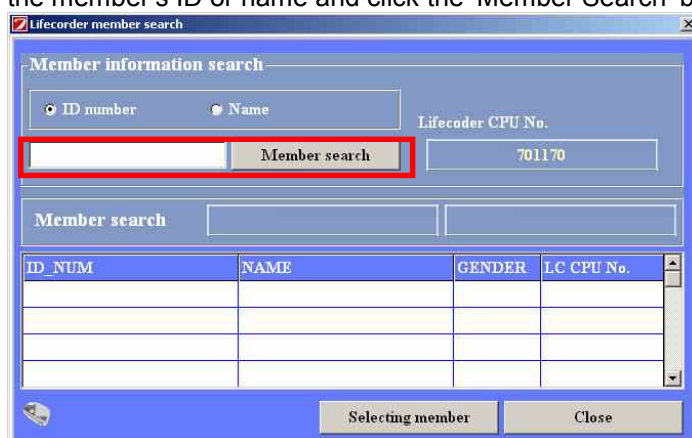 the member's ID or name and click the 'Member Search' b
Lifecorder member search
Member information search
ID number Name
Lifecoder CPU No.
Member search 701170
Member search
ID_NUM NAME GENDER LC CPU No.
Selecting member Close